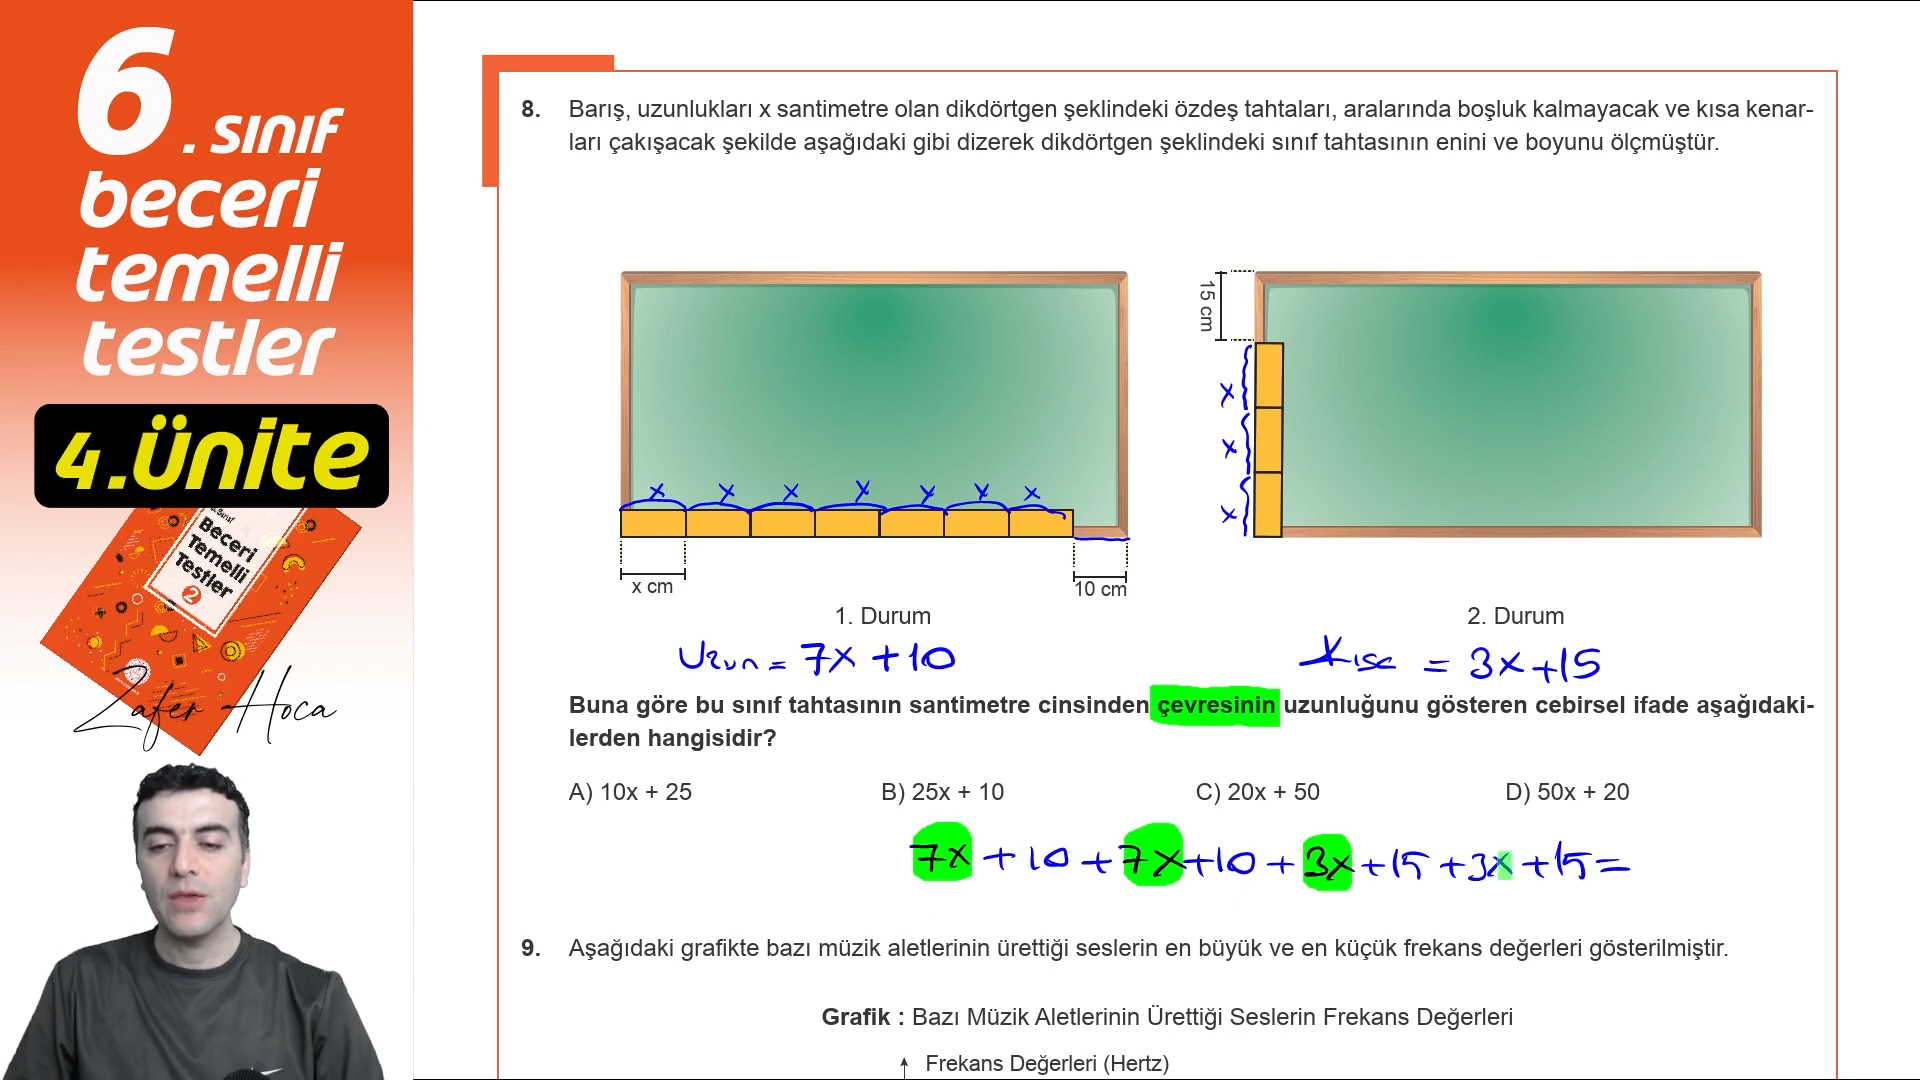 6. sınıf
beceri
temelli
testler
4.Ünite
Beceri
Temelli
Testler
2
Zafer Hoca
8. Barış, uzunlukları x santimetre olan dikdörtgen şeklindeki özdeş tahtaları, aralarında boşluk kalmayacak ve kısa kenar-
ları çakışacak şekilde aşağıdaki gibi dizerek dikdörtgen şeklindeki sınıf tahtasının enini ve boyunu ölçmüştür.
x x x x x x x
x cm
10 cm
1. Durum
Uzun = 7x + 10
15 cm
x
x
x
2. Durum
Kısa = 3x + 15
Buna göre bu sınıf tahtasının santimetre cinsinden çevresinin uzunluğunu gösteren cebirsel ifade aşağıdaki-
lerden hangisidir?
A) 10x + 25 B) 25x + 10 C) 20x + 50 D) 50x + 20
7x + 10 + 7x + 10 + 3x + 15 + 3x + 15 =
9. Aşağıdaki grafikte bazı müzik aletlerinin ürettiği seslerin en büyük ve en küçük frekans değerleri gösterilmiştir.
Grafik : Bazı Müzik Aletlerinin Ürettiği Seslerin Frekans Değerleri
Frekans Değerleri (Hertz)